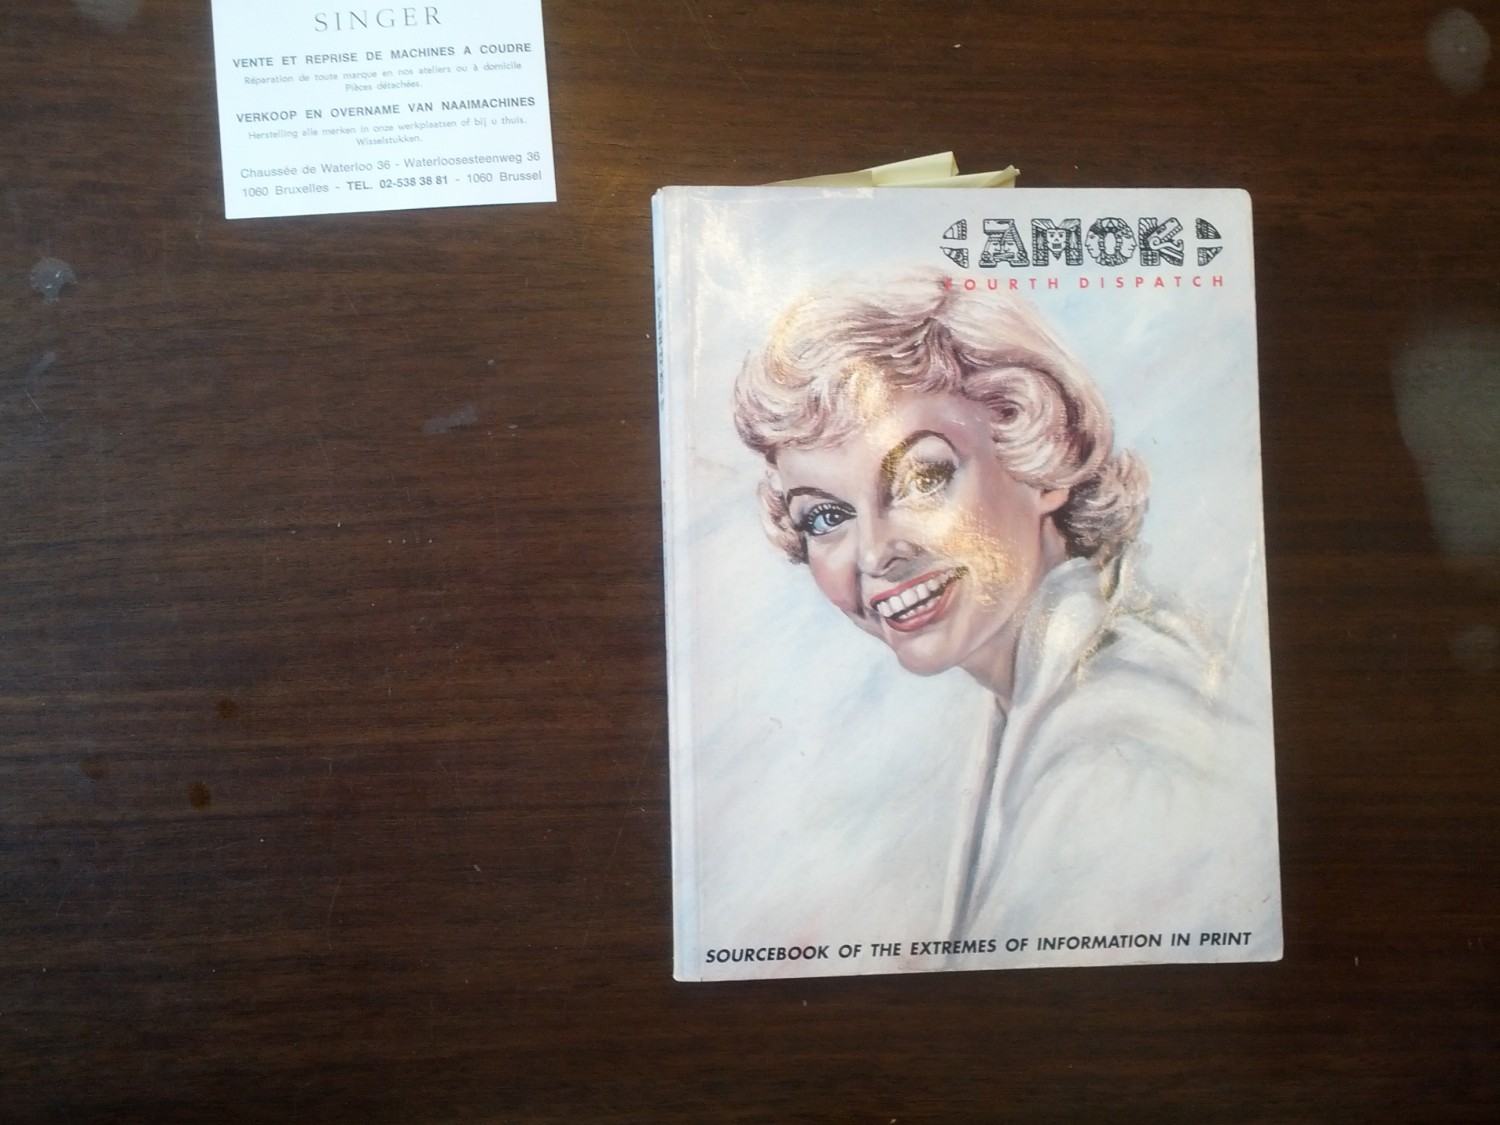 SINGER
VENTE ET REPRISE DE MACHINES A COUDRE
Réparation de toute marque en nos ateliers ou à domicile
Pièces détachées.
VERKOOP EN OVERNAME VAN NAAIMACHINES
Herstelling alle merken in onze werkplaatsen of bij u thuis.
Wisselstukken.
Chaussée de Waterloo 36 - Waterloosesteenweg 36
1060 Bruxelles - TEL. 02-538 38 81 - 1060 Brussel
AMOK
FOURTH DISPATCH
SOURCEBOOK OF THE EXTREMES OF INFORMATION IN PRINT